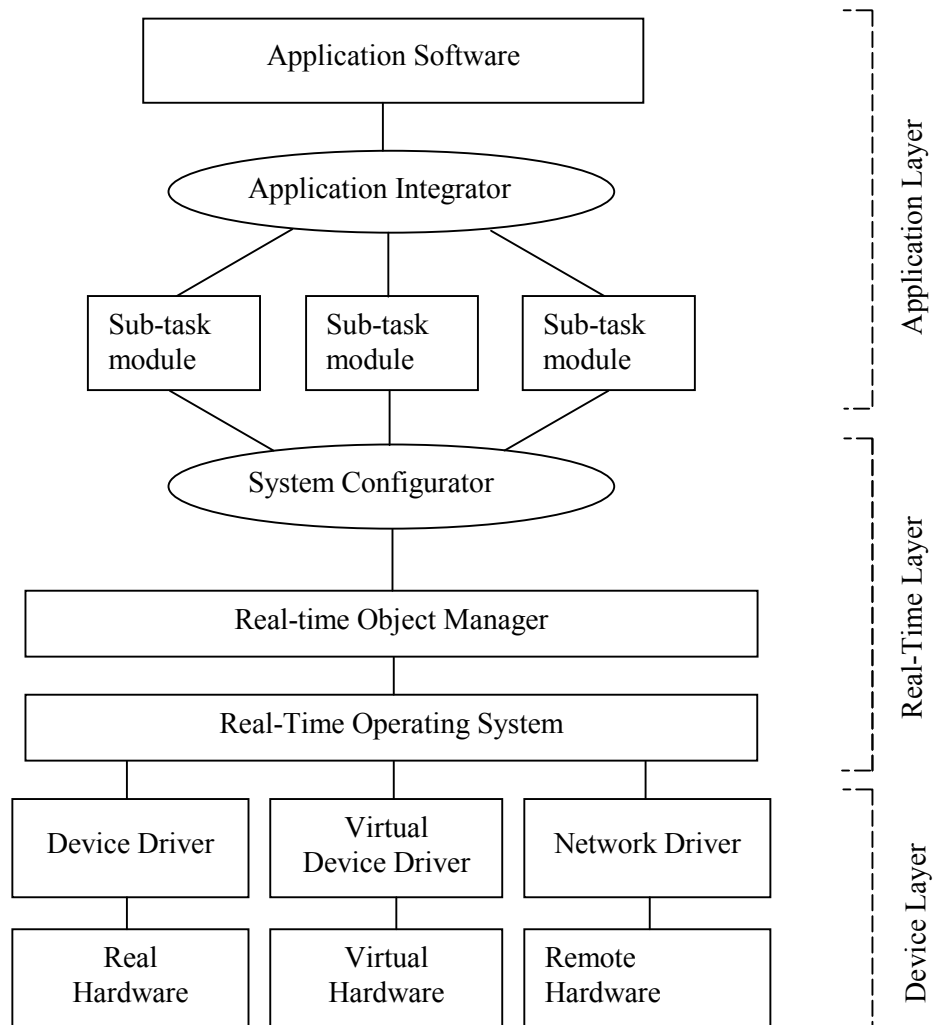 Application Software
Application Integrator
Sub-task
module
Sub-task
module
Sub-task
module
System Configurator
Real-time Object Manager
Real-Time Operating System
Device Driver
Virtual
Device Driver
Network Driver
Real
Hardware
Virtual
Hardware
Remote
Hardware
Application Layer
Real-Time Layer
Device Layer